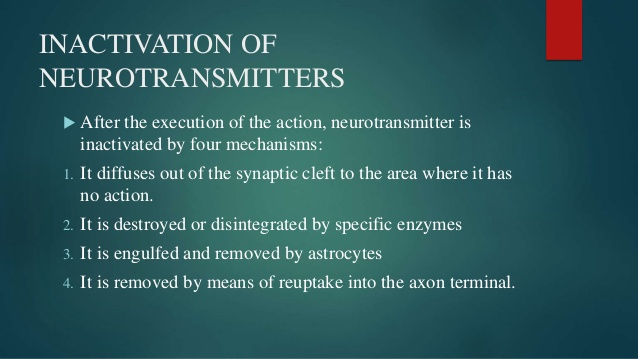 INACTIVATION OF
NEUROTRANSMITTERS
After the execution of the action, neurotransmitter is
inactivated by four mechanisms:
1. It diffuses out of the synaptic cleft to the area where it has
no action.
2. It is destroyed or disintegrated by specific enzymes
3. It is engulfed and removed by astrocytes
4. It is removed by means of reuptake into the axon terminal.